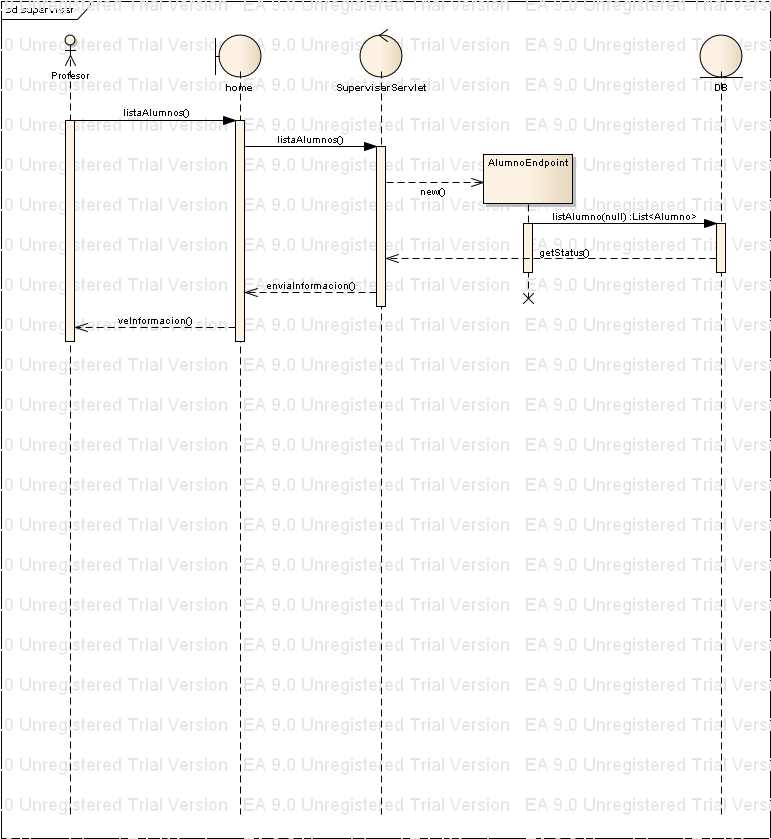 sd Supervisar
Profesor
home
SuperviserServlet
DB
listaAlumnos()
listaAlumnos()
AlumnoEndpoint
new()
listAlumno(null) :List<Alumno>
getStatus()
enviaInformacion()
veInformacion()
EA 9.0 Unregistered Trial Version